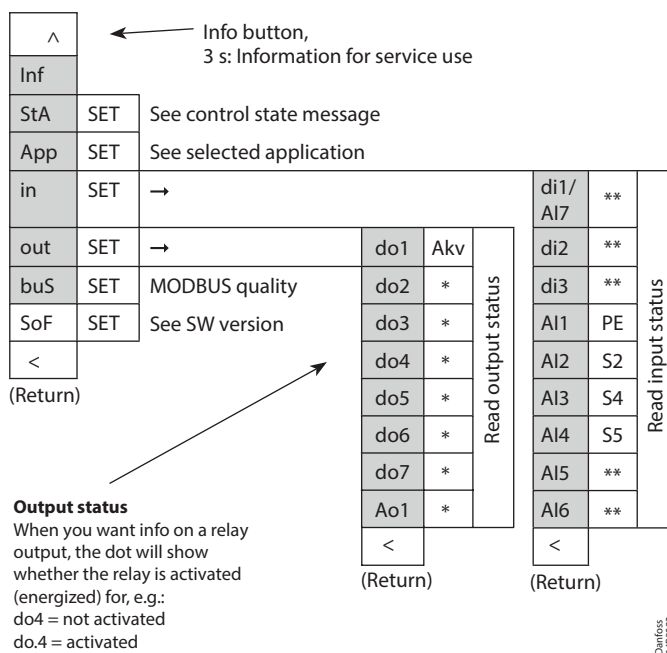 ^
Info button,
3 s: Information for service use
Inf
StA SET See control state message
App SET See selected application
in SET →
out SET →
buS SET MODBUS quality
SoF SET See SW version
<
(Return)
do1 Akv
do2 *
do3 *
do4 *
do5 *
do6 *
do7 *
Ao1 *
<
(Return)
Read output status
di1/
AI7 **
di2 **
di3 **
AI1 PE
AI2 S2
AI3 S4
AI4 S5
AI5 **
AI6 **
<
(Return)
Read input status
Output status
When you want info on a relay
output, the dot will show
whether the relay is activated
(energized) for, e.g.:
do4 = not activated
do.4 = activated
Danfoss